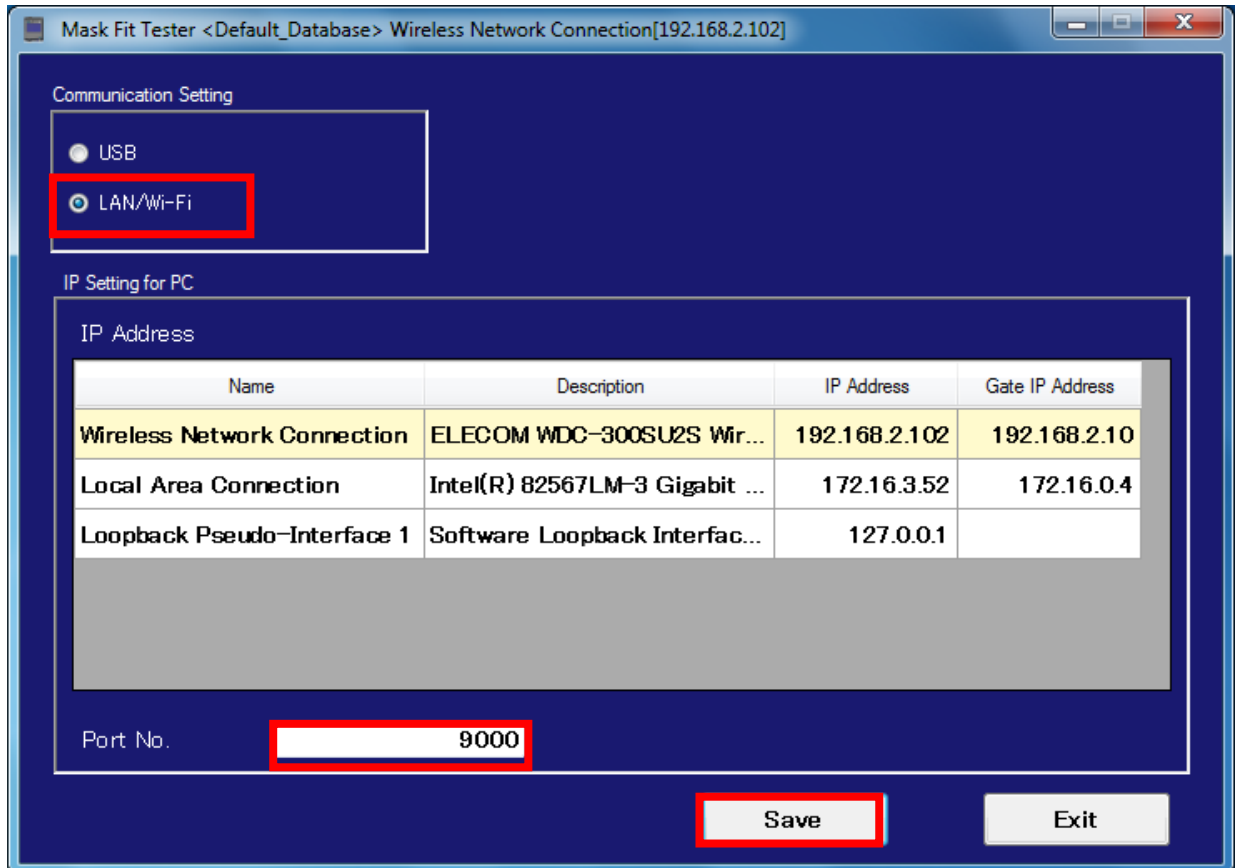 Mask Fit Tester <Default_Database> Wireless Network Connection[192.168.2.102]
Communication Setting
USB
LAN/Wi-Fi
IP Setting for PC
IP Address
Name Description IP Address Gate IP Address
Wireless Network Connection ELECOM WDC-300SU2S Wir... 192.168.2.102 192.168.2.10
Local Area Connection Intel(R) 82567LM-3 Gigabit ... 172.16.3.52 172.16.0.4
Loopback Pseudo-Interface 1 Software Loopback Interfac... 127.0.0.1
Port No. 9000
Save Exit